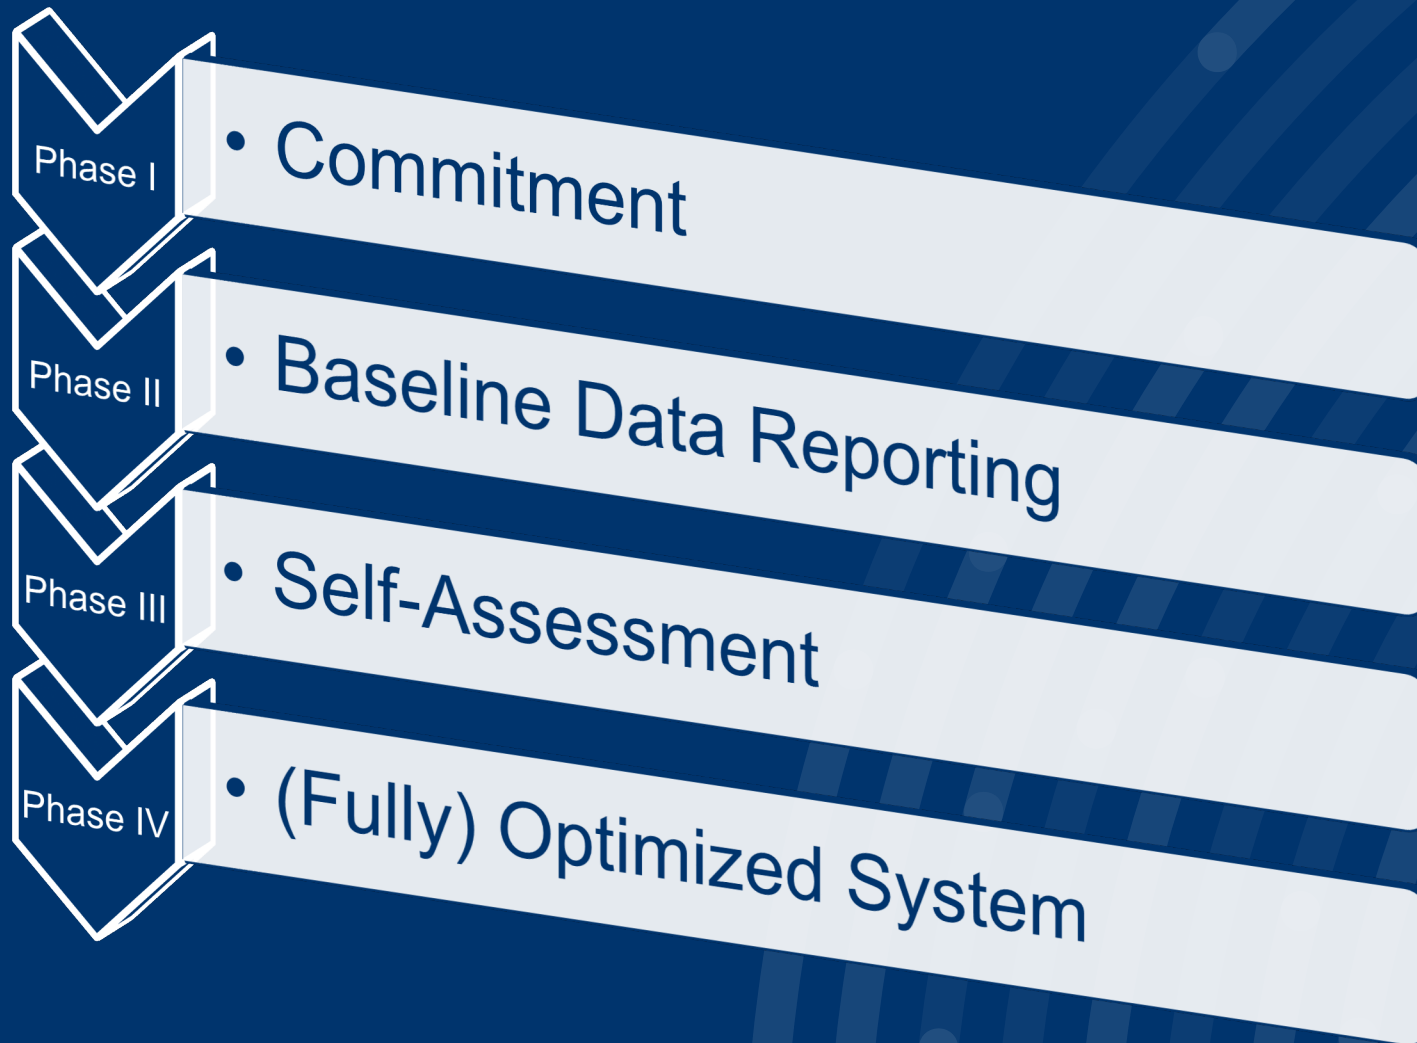 Phase I
• Commitment
Phase II
• Baseline Data Reporting
Phase III
• Self-Assessment
Phase IV
• (Fully) Optimized System